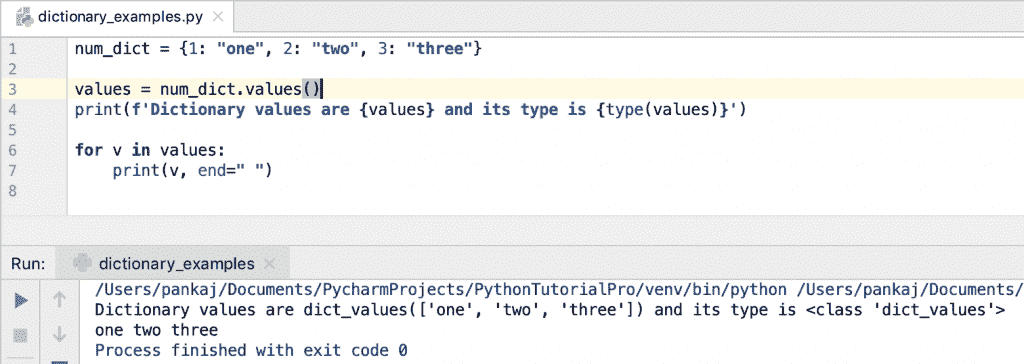 dictionary_examples.py
1 num_dict = {1: "one", 2: "two", 3: "three"}
2
3 values = num_dict.values()
4 print(f'Dictionary values are {values} and its type is {type(values)}')
5
6 for v in values:
7     print(v, end=" ")
8
Run: dictionary_examples
/Users/pankaj/Documents/PycharmProjects/PythonTutorialPro/venv/bin/python /Users/pankaj/Documents/
Dictionary values are dict_values(['one', 'two', 'three']) and its type is <class 'dict_values'>
one two three
Process finished with exit code 0